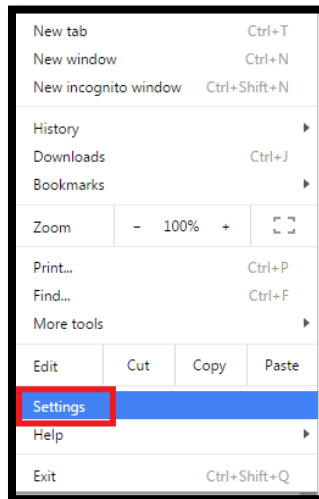 New tab Ctrl+T
New window Ctrl+N
New incognito window Ctrl+Shift+N
History
Downloads Ctrl+J
Bookmarks
Zoom - 100% +
Print... Ctrl+P
Find... Ctrl+F
More tools
Edit Cut Copy Paste
Settings
Help
Exit Ctrl+Shift+Q